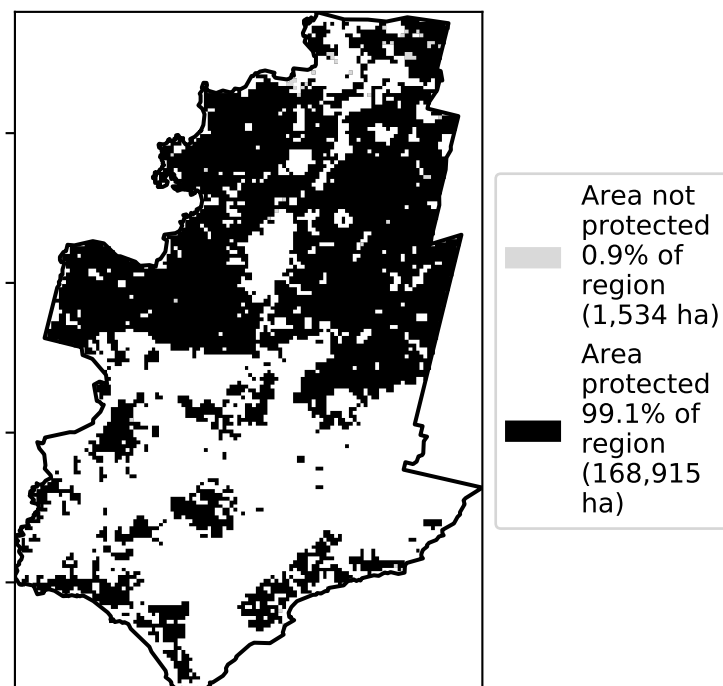 Area not
protected
0.9% of
region
(1,534 ha)
Area
protected
99.1% of
region
(168,915
ha)